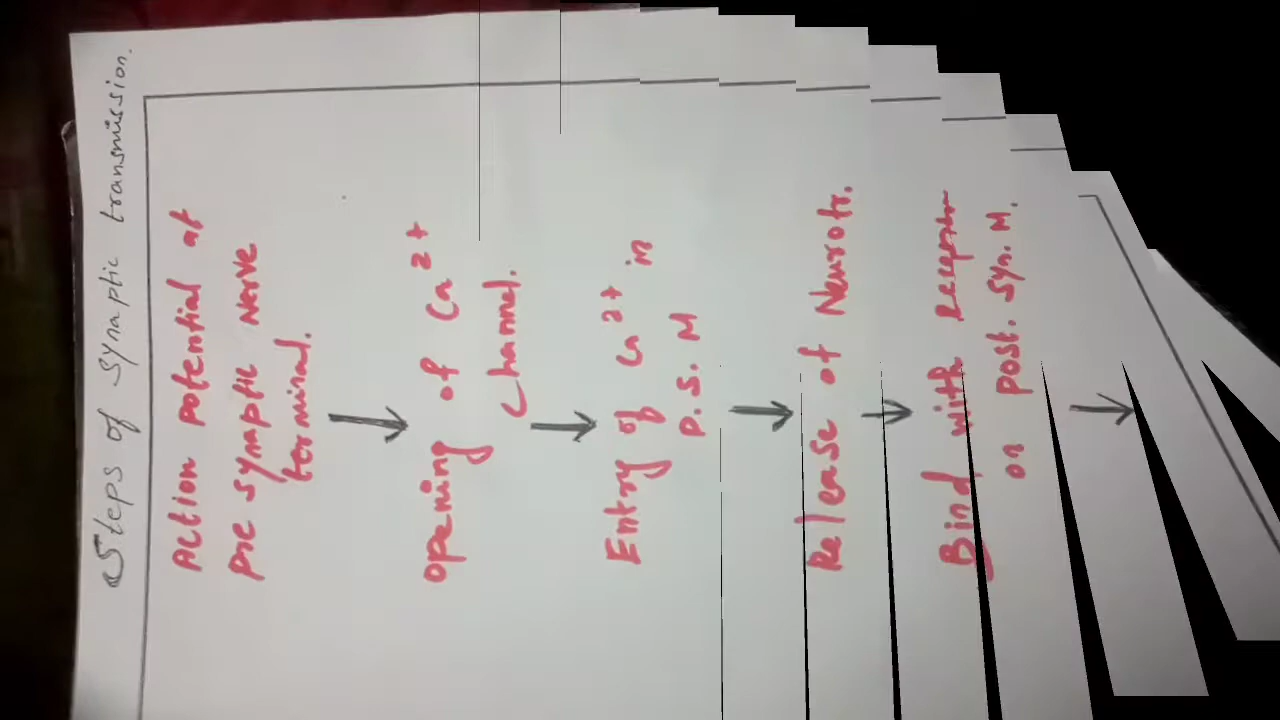 Steps of synaptic transmission.
Action potential at
pre synaptic nerve
terminal.
opening of Ca2+
channel.
Entry of Ca2+ in
P.S. M
Release of Neurotr.
Bind with receptor
on post. syn. M.